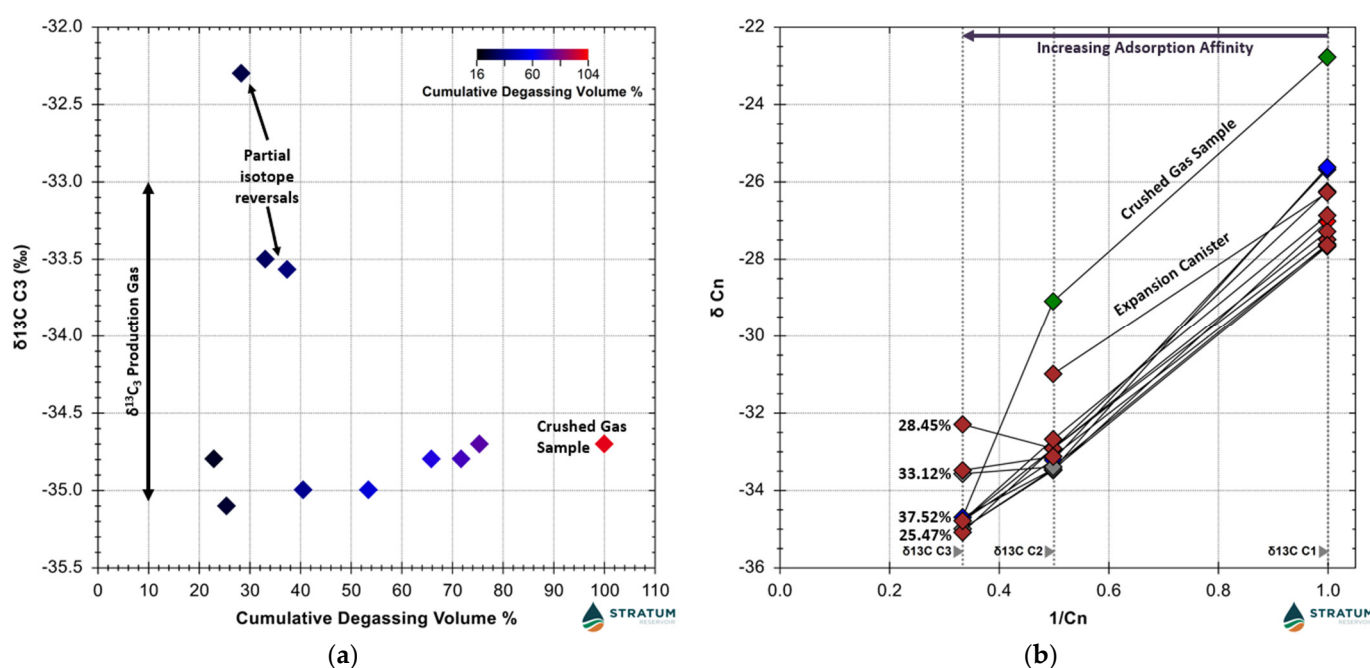 -32.0
-32.5
-33.0
-33.5
-34.0
-34.5
-35.0
-35.5
δ13C C3 (‰)
0 10 20 30 40 50 60 70 80 90 100 110
Cumulative Degassing Volume %
16 60 104
Cumulative Degassing Volume %
Partial
isotope
reversals
δ¹³C₃ Production Gas
Crushed Gas
Sample
STRATUM
RESERVOIR
(a)
-22
-24
-26
-28
-30
-32
-34
-36
δ Cn
0.0 0.2 0.4 0.6 0.8 1.0
1/Cn
Increasing Adsorption Affinity
Crushed Gas Sample
Expansion Canister
28.45%
33.12%
37.52%
25.47%
δ13C C3
δ13C C2
δ13C C1
STRATUM
RESERVOIR
(b)